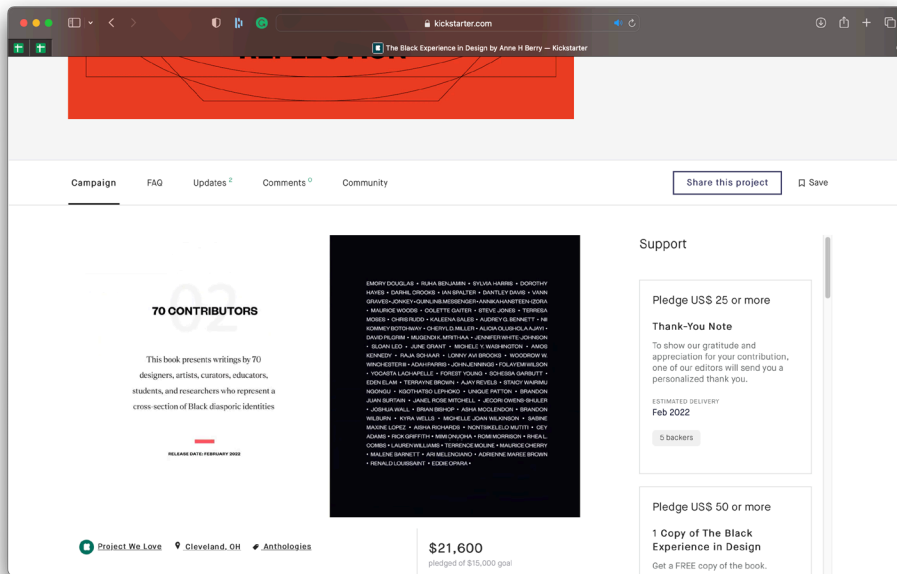 kickstarter.com
The Black Experience in Design by Anne H Berry — Kickstarter
REFLECTION
Campaign
FAQ
Updates 2
Comments 0
Community
Share this project
Save
02
70 CONTRIBUTORS
This book presents writings by 70
designers, artists, curators, educators,
students, and researchers who represent a
cross-section of Black diasporic identities
RELEASE DATE: FEBRUARY 2022
EMORY DOUGLAS • RUHA BENJAMIN • SYLVIA HARRIS • DOROTHY
HAYES • DARHIL CROOKS • IAN SPALTER • DANTLEY DAVIS • VANN
GRAVES • JONKEY • QUINLIN B MESSENGER • ANNIKA HANSTEEN-IZORA
• MAURICE WOODS • COLETTE GAITER • STEVE JONES • TERRESA
MOSES • CHRIS RUDD • KALEENA SALES • AUDREY G. BENNETT • NII
KOMMEY BOTCHWAY • CHERYL D. MILLER • ALICIA OLUSHOLA AJAYI •
DAVID PILGRIM • MUGENDI K. M'RITHAA • JENNIFER WHITE-JOHNSON
• SLOAN LEO • JUNE GRANT • MICHELE Y. WASHINGTON • AMOS
KENNEDY • RAJA SCHAAR • LONNY AVI BROOKS • WOODROW W.
WINCHESTER III • ADAH PARRIS • JOHN JENNINGS • FOLAYEMI WILSON
• YOCASTA LACHAPELLE • FOREST YOUNG • SCHESSA GARBUTT •
EDEN ELAM • TERRAYNE BROWN • AJAY REVELS • STAICY WAIRIMU
NGONGU • KGOTHATSO LEPHOKO • UNIQUE PATTON • BRANDON
JUAN SURTAIN • JANEL ROSE MITCHELL • JECORI OWENS-SHULER
• JOSHUA WALL • BRIAN BISHOP • ASHA MCCLENDON • BRANDON
WILBURN • KYRA WELLS • MICHELLE JOAN WILKINSON • SABINE
MAXINE LOPEZ • AISHA RICHARDS • NONTSIKELELO MUTITI • CEY
ADAMS • RICK GRIFFITH • MIMI ONUOHA • ROMI MORRISON • RHEA L.
COMBS • LAUREN WILLIAMS • TERRENCE MOLINE • MAURICE CHERRY
• MALENE BARNETT • ARI MELENCIANO • ADRIENNE MAREE BROWN
• RENALD LOUISSAINT • EDDIE OPARA •
Support
Pledge US$ 25 or more
Thank-You Note
To show our gratitude and
appreciation for your contribution,
one of our editors will send you a
personalized thank you.
ESTIMATED DELIVERY
Feb 2022
5 backers
Pledge US$ 50 or more
1 Copy of The Black
Experience in Design
Get a FREE copy of the book.
Project We Love
Cleveland, OH
Anthologies
$21,600
pledged of $15,000 goal